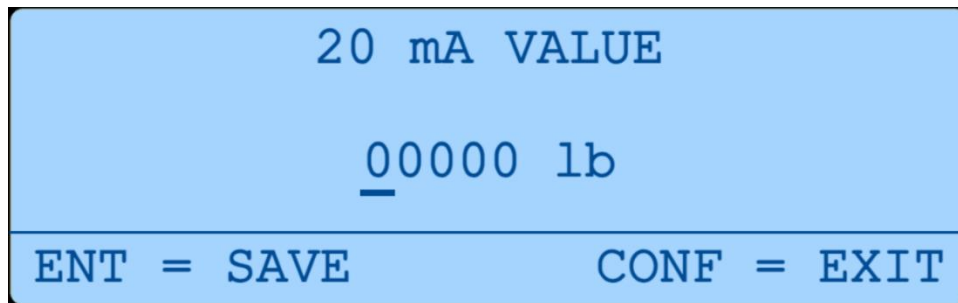 20 mA VALUE
00000 lb
ENT = SAVE CONF = EXIT